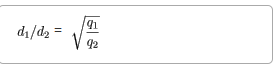 d₁/d₂ = √(q₁/q₂)